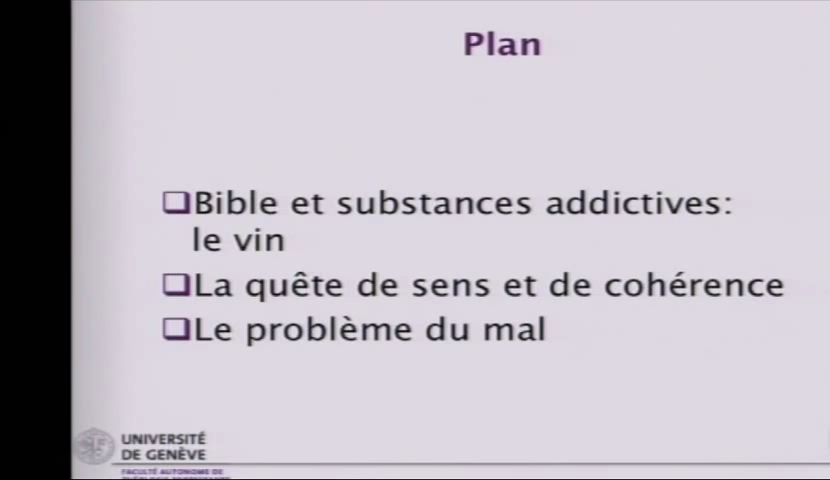 Plan
❑Bible et substances addictives:
le vin
❑La quête de sens et de cohérence
❑Le problème du mal
UNIVERSITÉ
DE GENÈVE
FACULTÉ AUTONOME DE